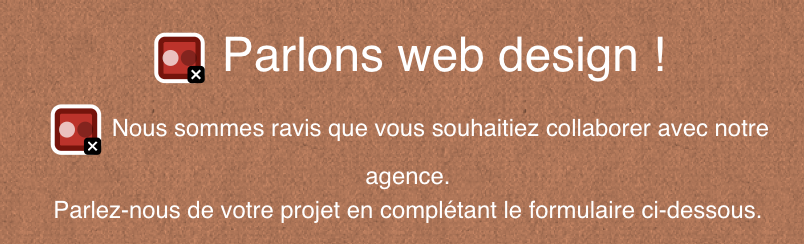 Parlons web design !
Nous sommes ravis que vous souhaitiez collaborer avec notre
agence.
Parlez-nous de votre projet en complétant le formulaire ci-dessous.